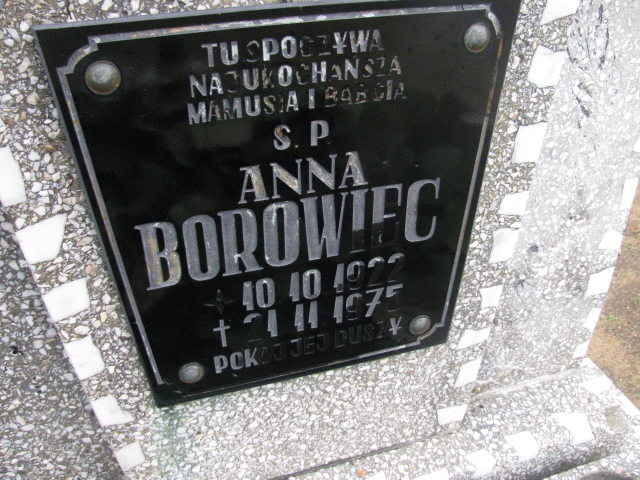 TU SPOCZYWA
NAJUKOCHAŃSZA
MAMUSIA I BABCIA
Ś.P.
ANNA
BOROWIEC
10 10 1922
† 21 11 1975
POKÓJ JEJ DUSZY